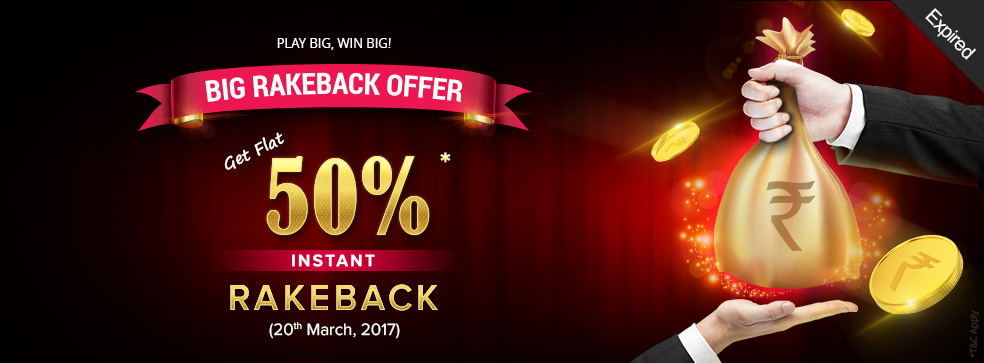 PLAY BIG, WIN BIG!
BIG RAKEBACK OFFER
Get Flat
50%*
INSTANT
RAKEBACK
(20th March, 2017)
Expired
₹
₹
*T&C Apply